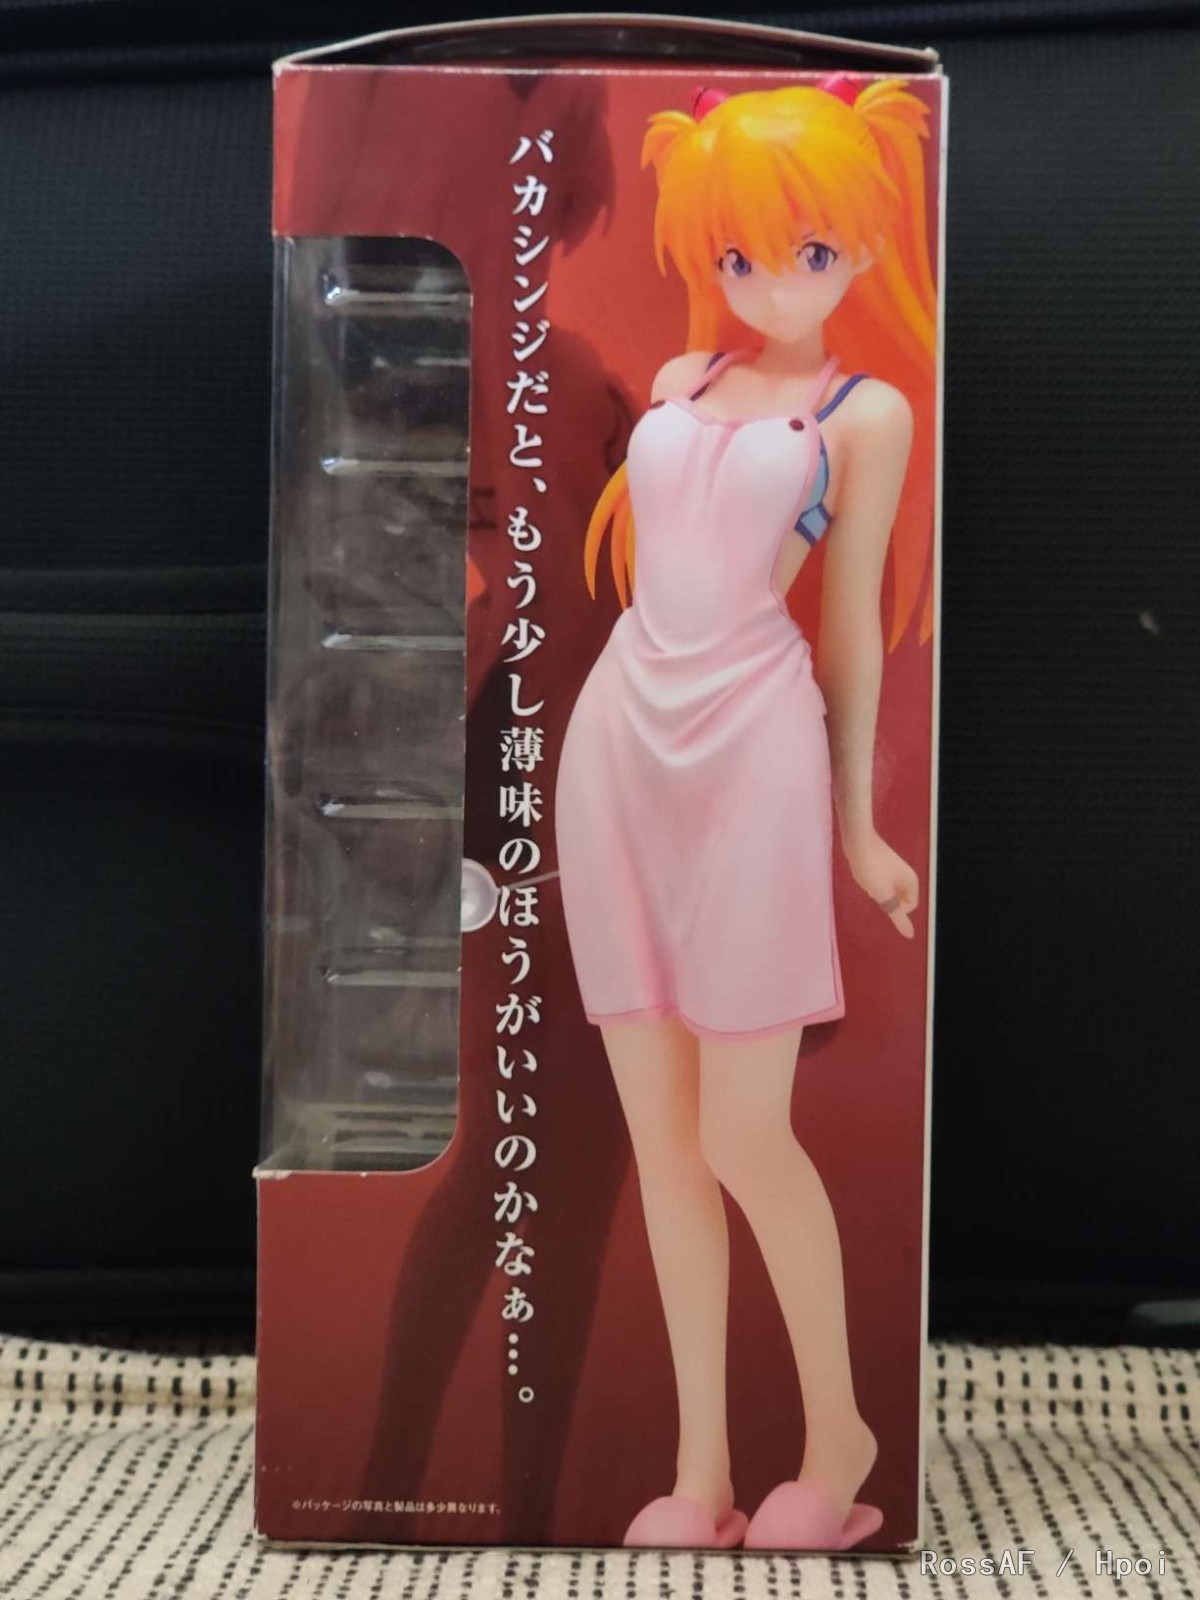 バカシンジだと、もう少し薄味のほうがいいのかなぁ…。
※パッケージの写真と製品は多少異なります。
RossAF / Hpoi